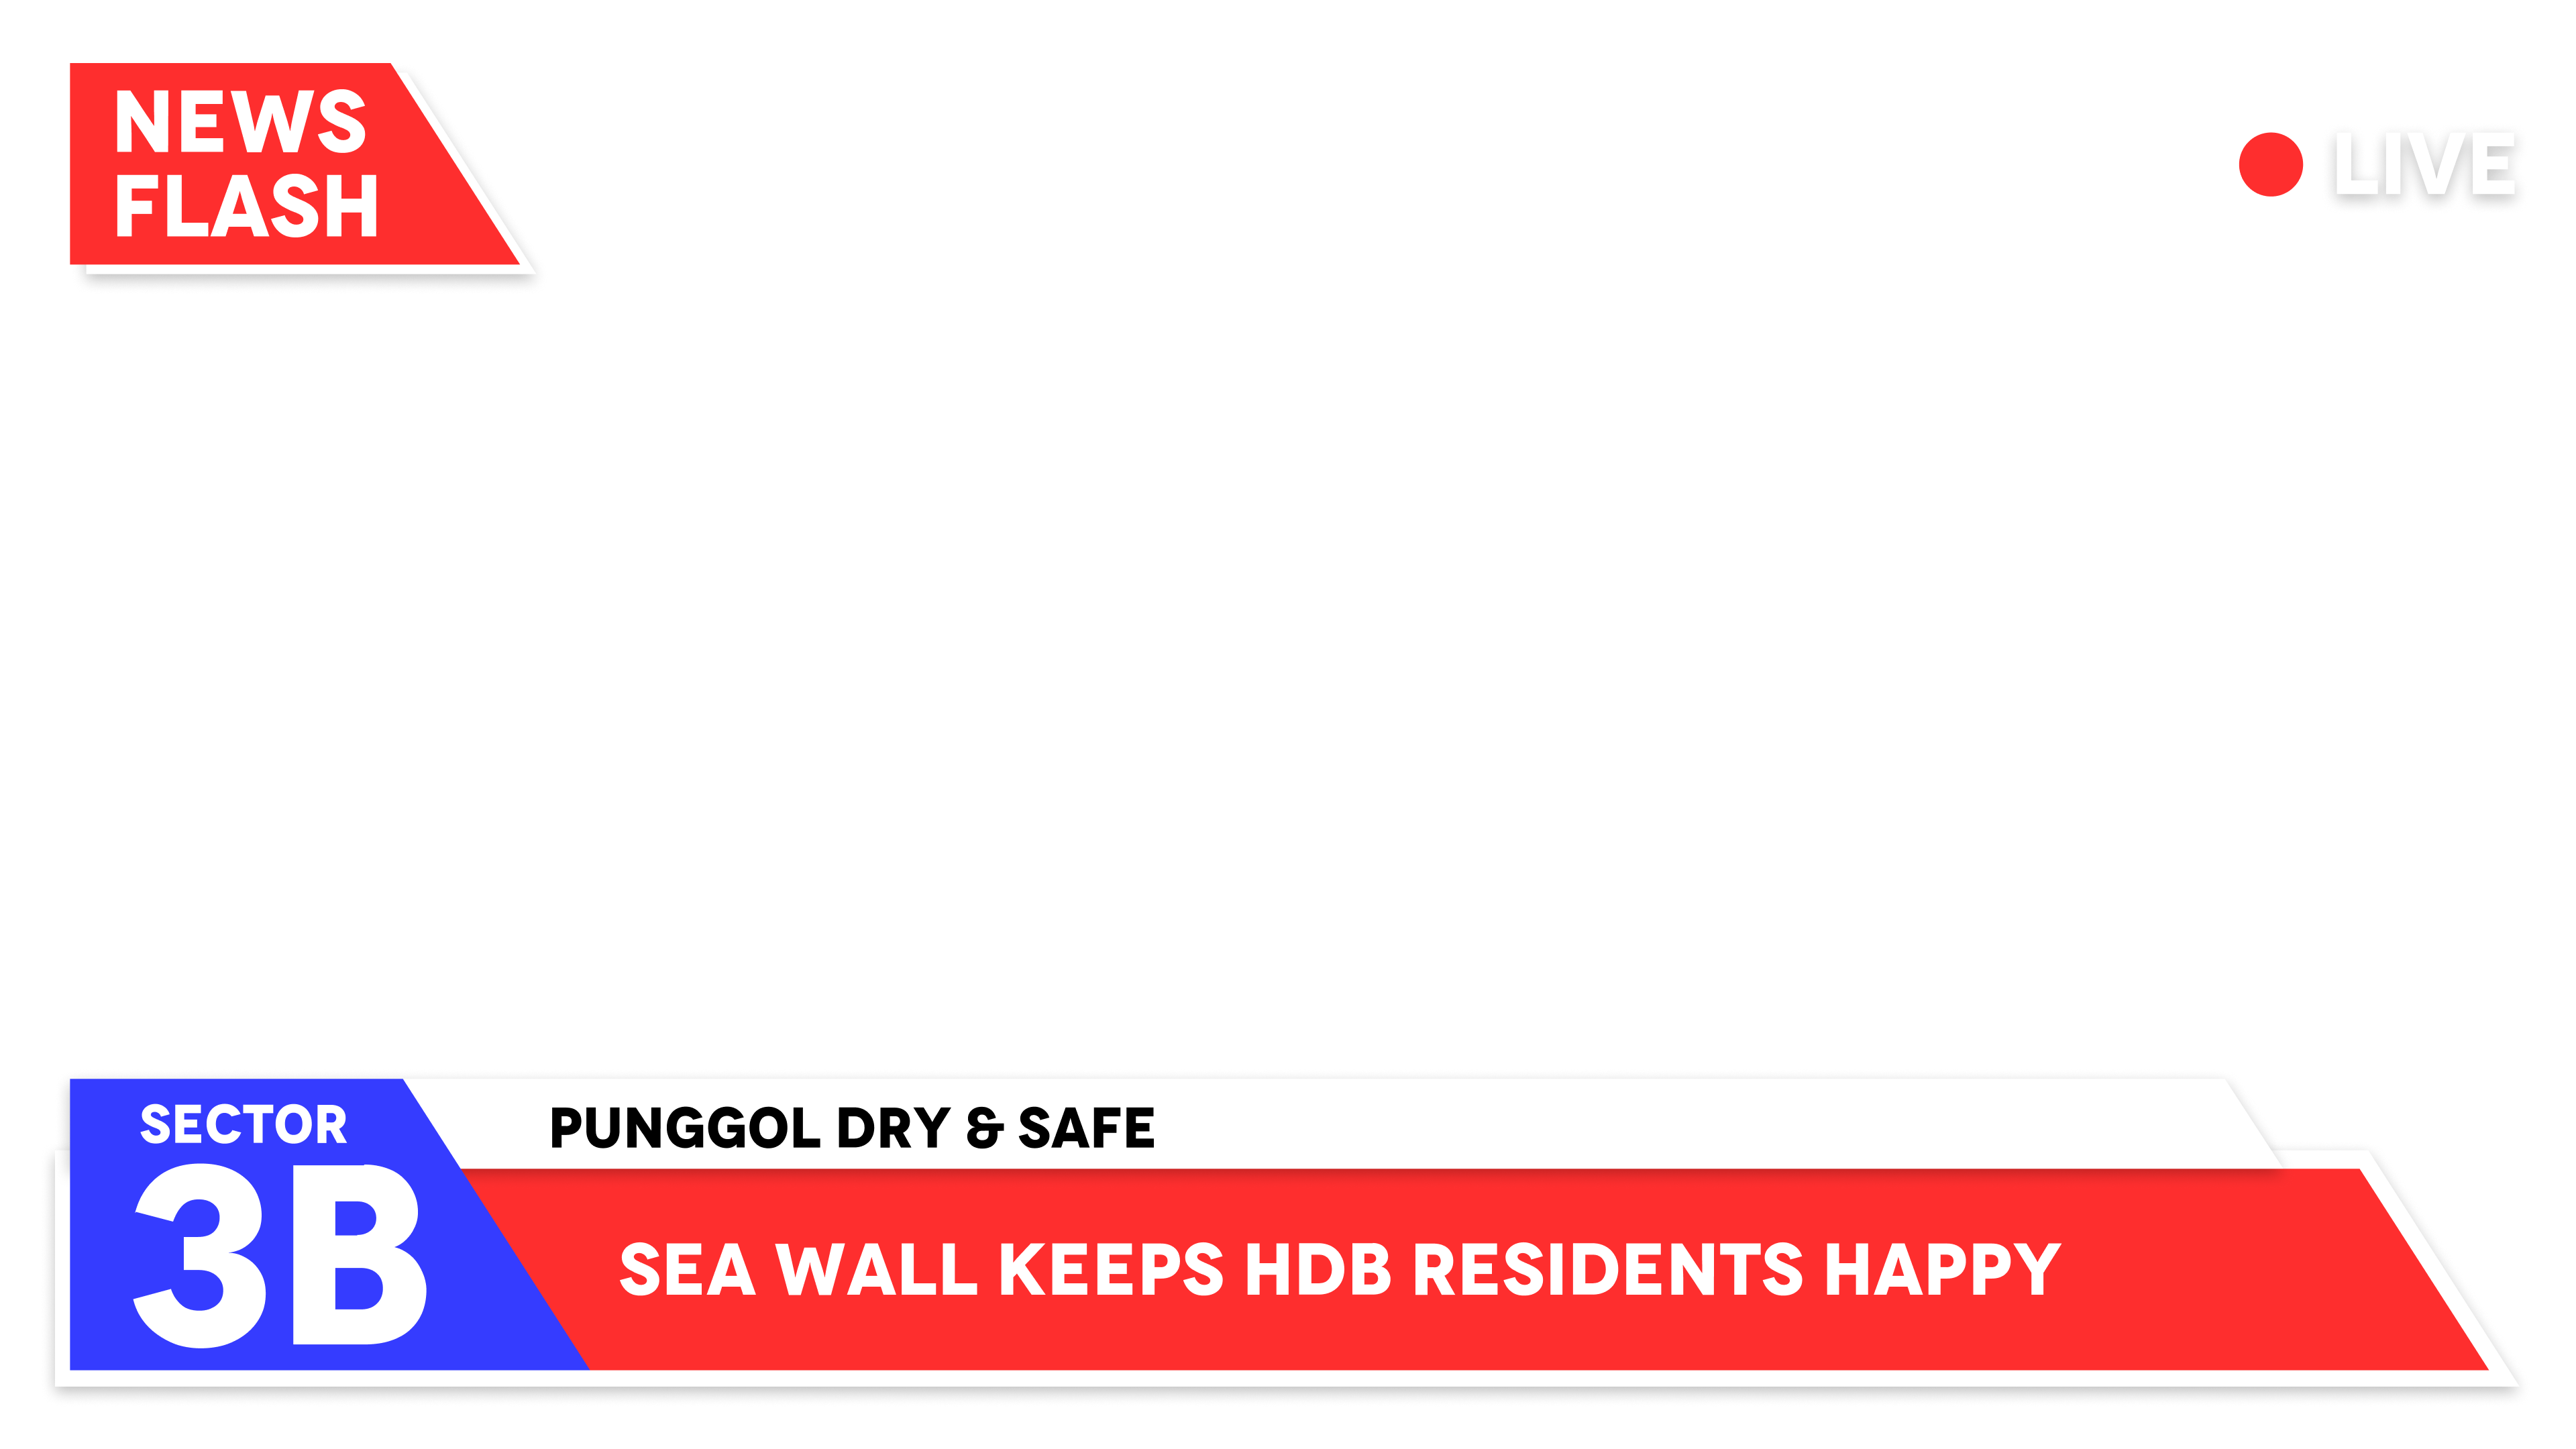 NEWS
FLASH
LIVE
SECTOR
3B
PUNGGOL DRY & SAFE
SEA WALL KEEPS HDB RESIDENTS HAPPY